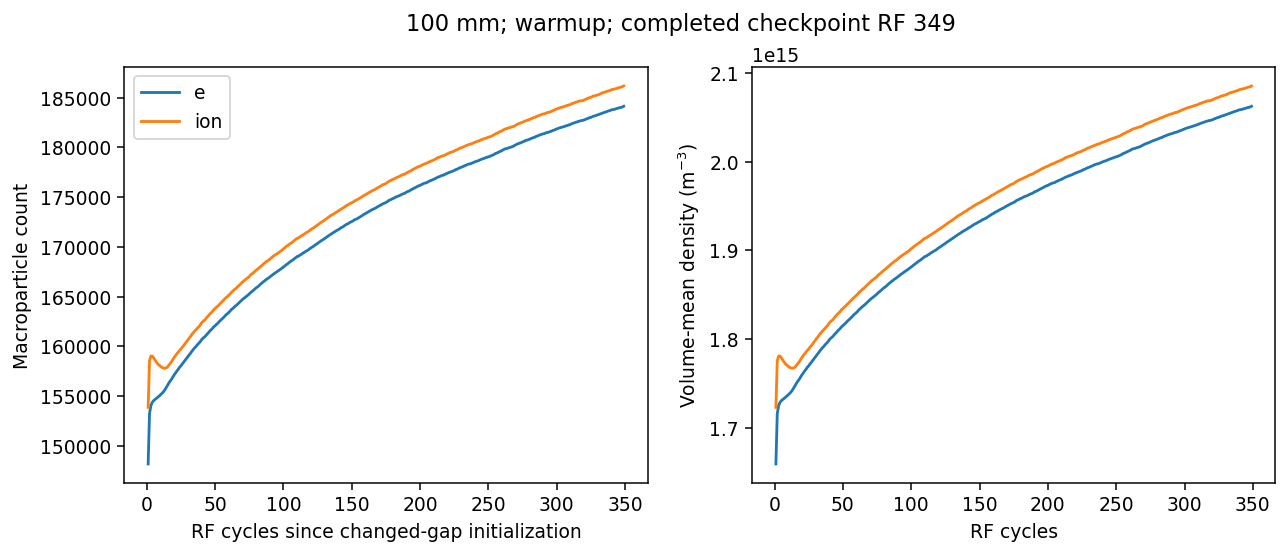 100 mm; warmup; completed checkpoint RF 349
Macroparticle count
185000
180000
175000
170000
165000
160000
155000
150000
e
ion
0 50 100 150 200 250 300 350
RF cycles since changed-gap initialization
1e15
Volume-mean density (m⁻³)
2.1
2.0
1.9
1.8
1.7
0 50 100 150 200 250 300 350
RF cycles